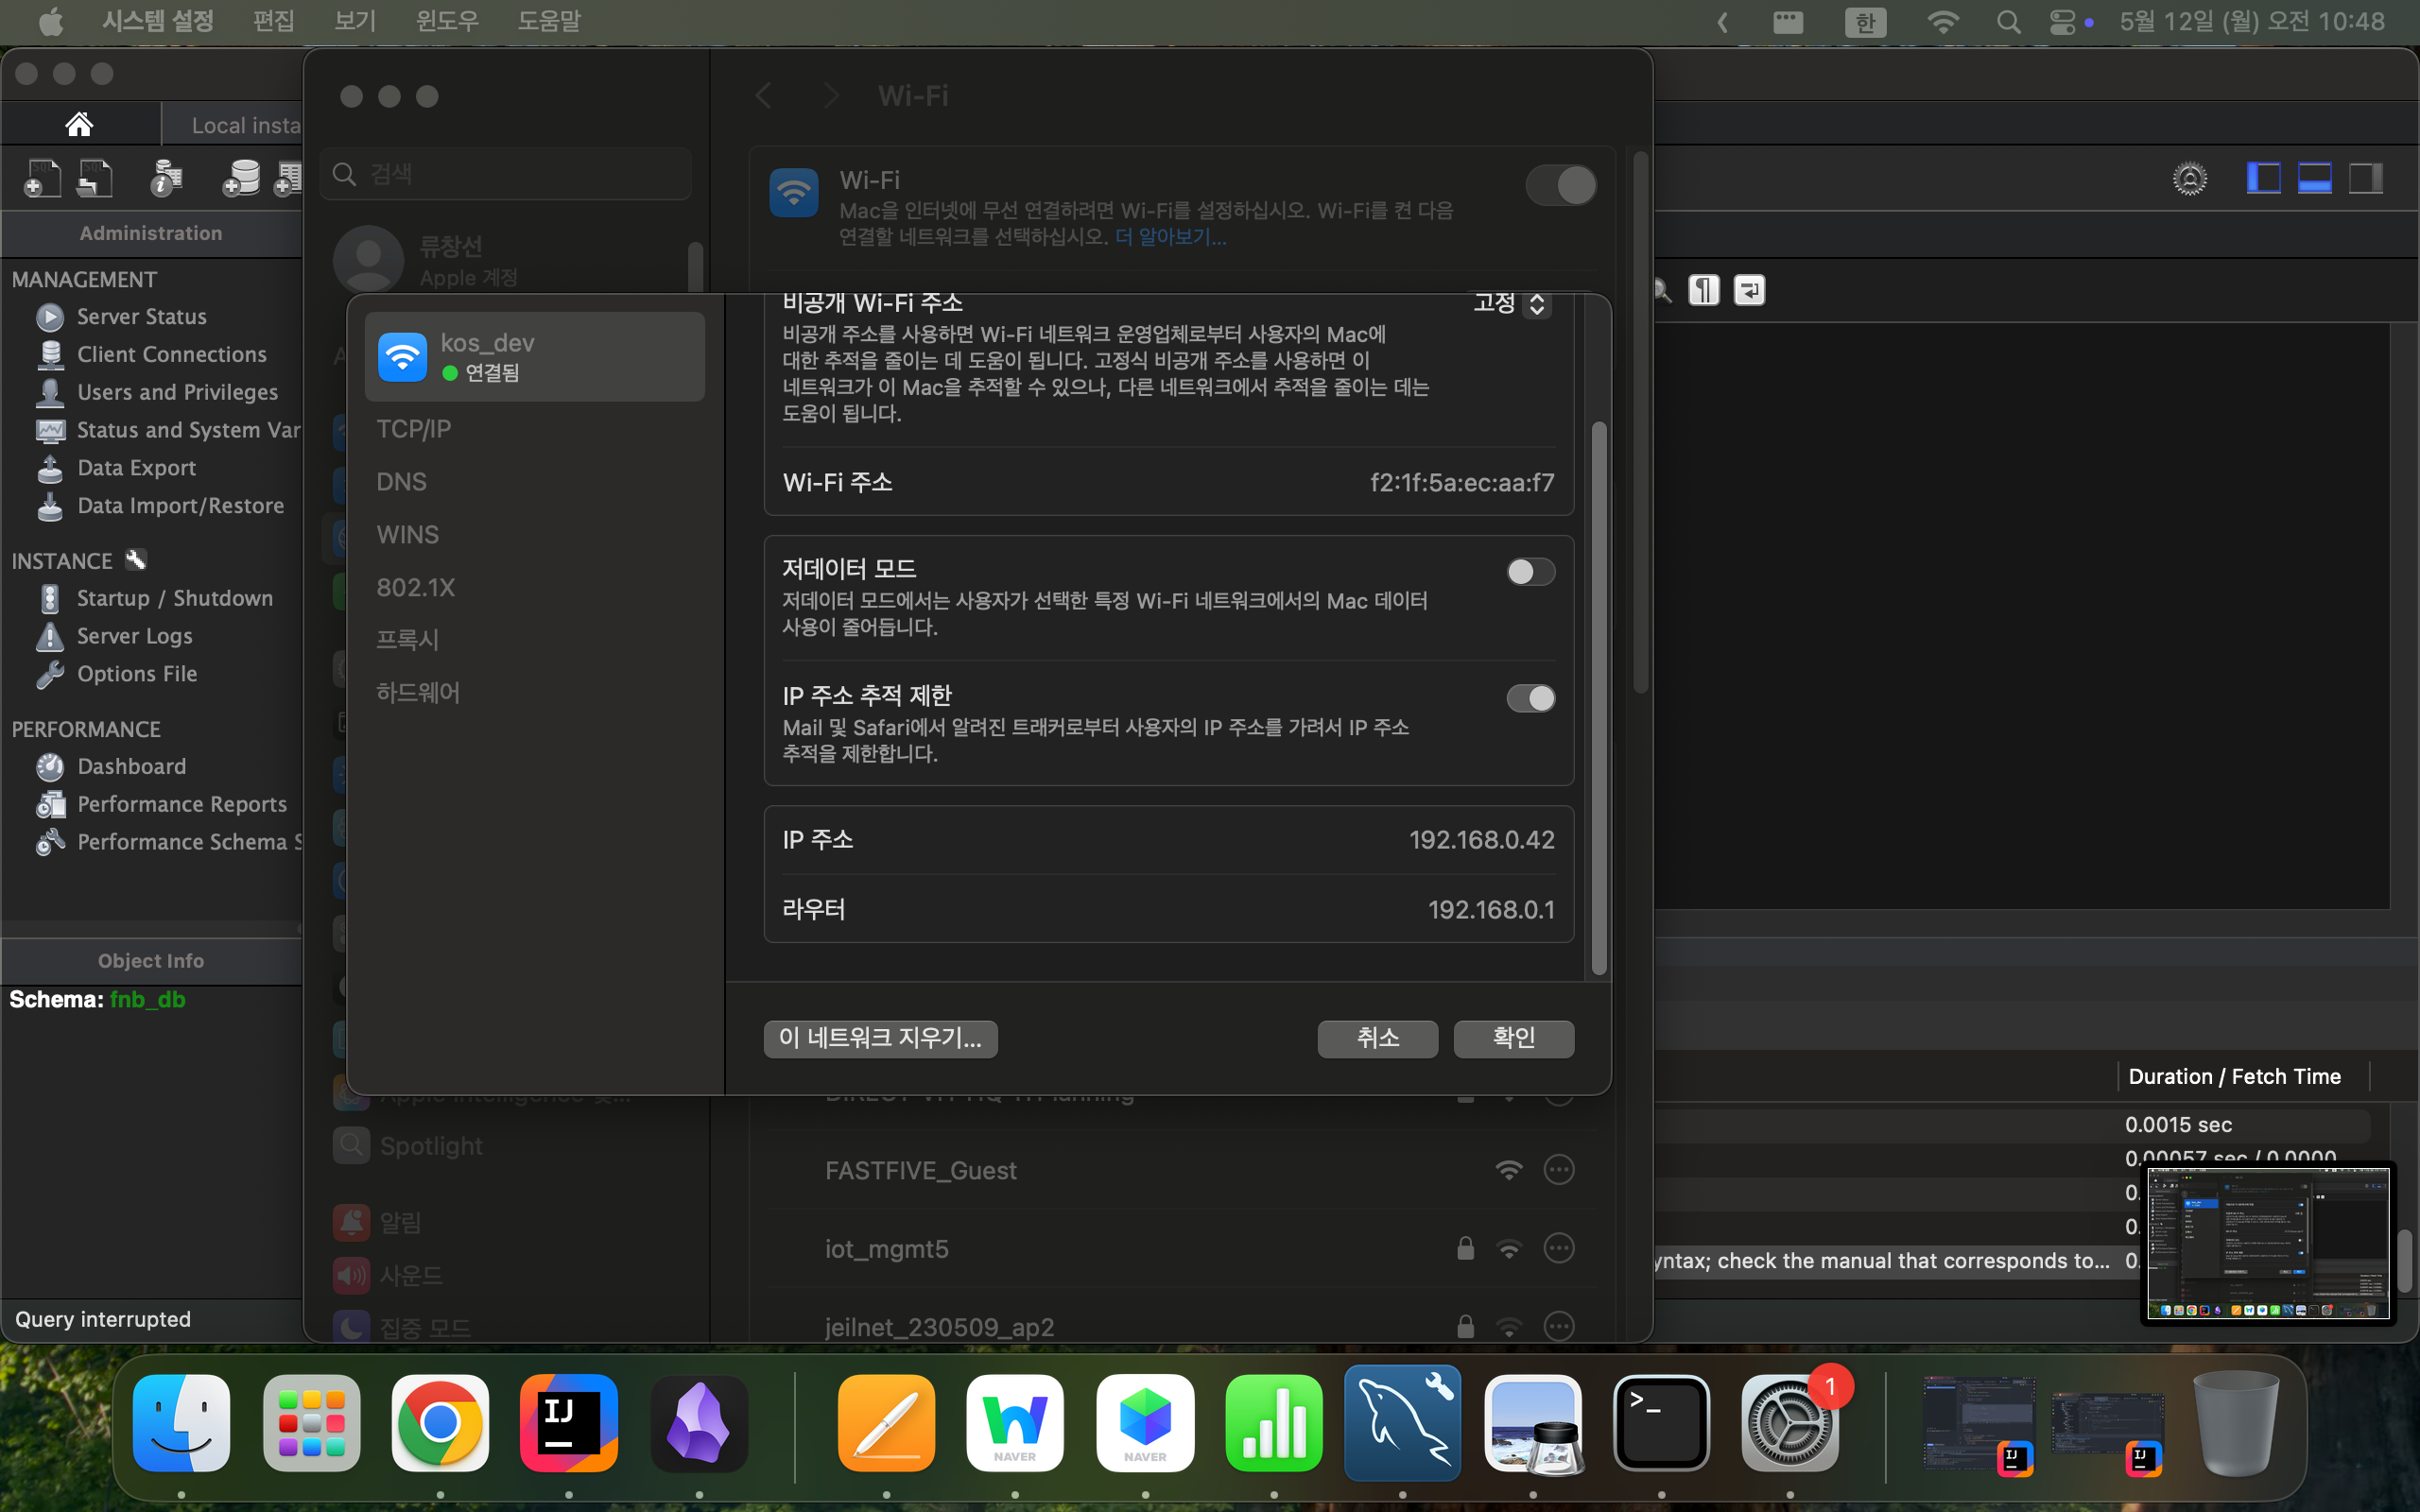 시스템 설정 편집 보기 윈도우 도움말 한 5월 12일 (월) 오전 10:48
Local insta
Administration
MANAGEMENT
Server Status
Client Connections
Users and Privileges
Status and System Var
Data Export
Data Import/Restore
INSTANCE
Startup / Shutdown
Server Logs
Options File
PERFORMANCE
Dashboard
Performance Reports
Performance Schema S
Object Info
Schema: fnb_db
Query interrupted
검색
류창선
Apple 계정
Spotlight
알림
사운드
집중 모드
Wi-Fi
Wi-Fi
Mac을 인터넷에 무선 연결하려면 Wi-Fi를 설정하십시오. Wi-Fi를 켠 다음
연결할 네트워크를 선택하십시오. 더 알아보기...
kos_dev
연결됨
TCP/IP
DNS
WINS
802.1X
프록시
하드웨어
비공개 Wi-Fi 주소 고정
비공개 주소를 사용하면 Wi-Fi 네트워크 운영업체로부터 사용자의 Mac에
대한 추적을 줄이는 데 도움이 됩니다. 고정식 비공개 주소를 사용하면 이
네트워크가 이 Mac을 추적할 수 있으나, 다른 네트워크에서 추적을 줄이는 데는
도움이 됩니다.
Wi-Fi 주소 f2:1f:5a:ec:aa:f7
저데이터 모드
저데이터 모드에서는 사용자가 선택한 특정 Wi-Fi 네트워크에서의 Mac 데이터
사용이 줄어듭니다.
IP 주소 추적 제한
Mail 및 Safari에서 알려진 트래커로부터 사용자의 IP 주소를 가려서 IP 주소
추적을 제한합니다.
IP 주소 192.168.0.42
라우터 192.168.0.1
이 네트워크 지우기... 취소 확인
FASTFIVE_Guest
iot_mgmt5
jeilnet_230509_ap2
Duration / Fetch Time
0.0015 sec
0.00057 sec / 0.0000
yntax; check the manual that corresponds to... 0.
IJ NAVER NAVER >_ 1 IJ IJ